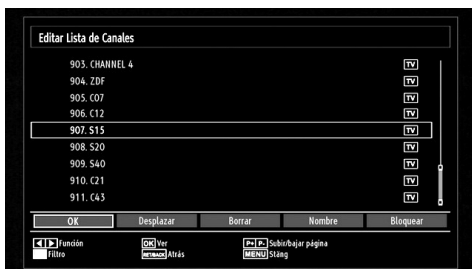 Editar Lista de Canales
903. CHANNEL 4 TV
904. ZDF TV
905. C07 TV
906. C12 TV
907. S15 TV
908. S20 TV
909. S40 TV
910. C21 TV
911. C43 TV
OK Desplazar Borrar Nombre Bloquear
Función OK Ver P+ P- Subir/bajar página
Filtro RET/BACK Atrás MENU Stäng